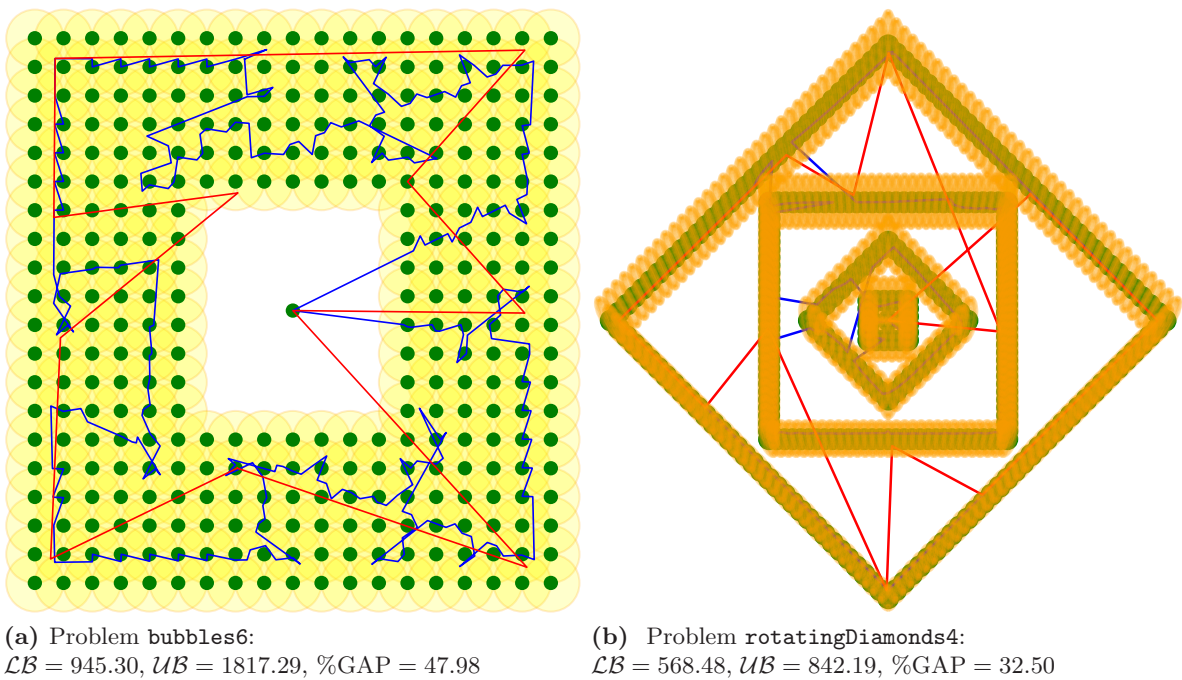 (a) Problem bubbles6:
ℒℬ = 945.30, 𝒰ℬ = 1817.29, %GAP = 47.98
(b) Problem rotatingDiamonds4:
ℒℬ = 568.48, 𝒰ℬ = 842.19, %GAP = 32.50